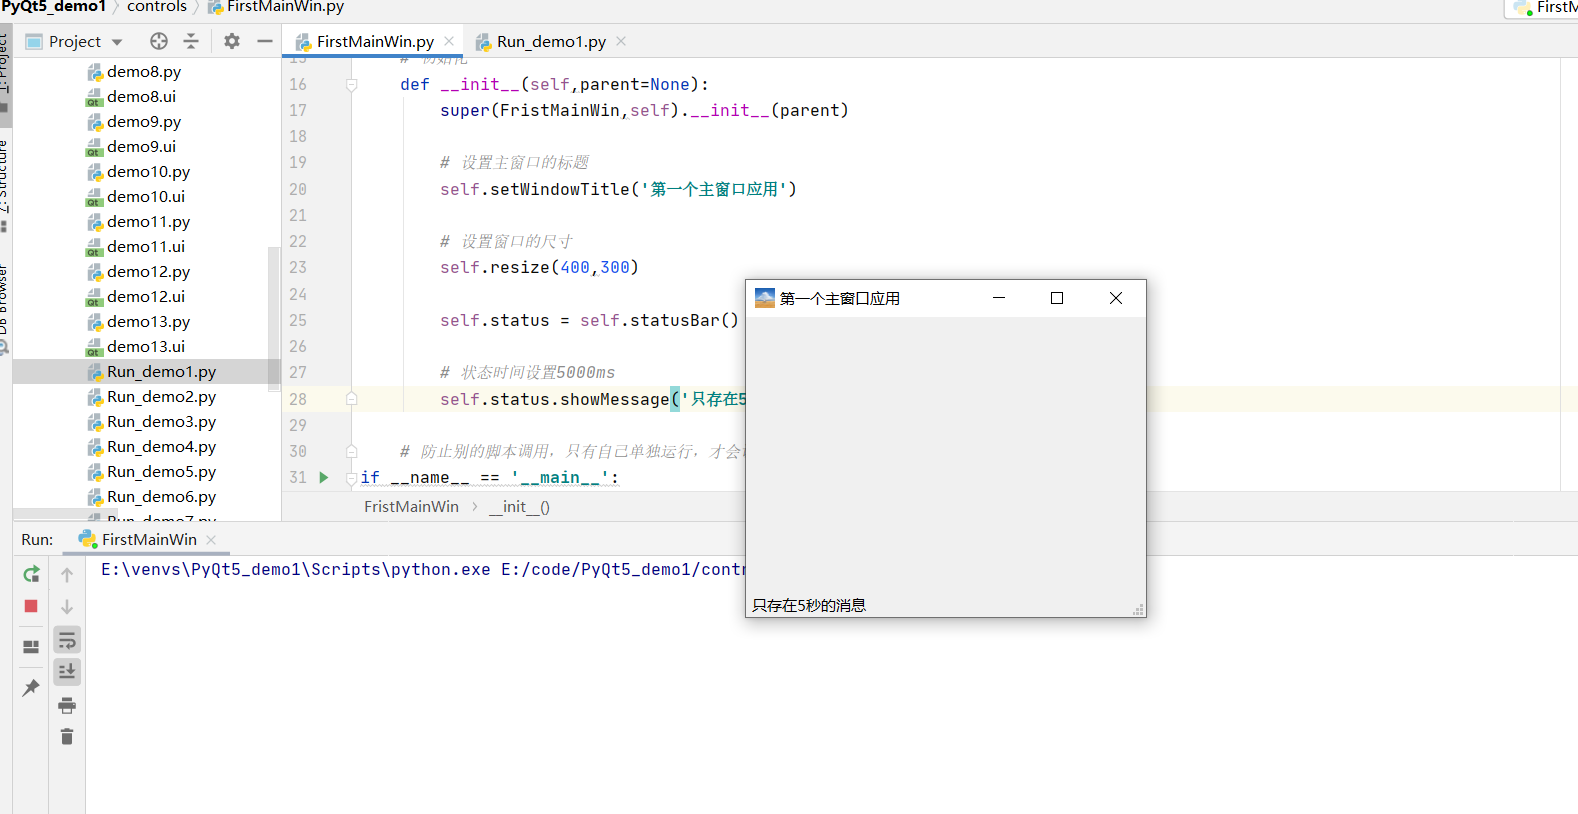 PyQt5_demo1 controls FirstMainWin.py
FirstM
1: Project
Z: Structure
DB Browser
Project
FirstMainWin.py
Run_demo1.py
demo8.py
demo8.ui
demo9.py
demo9.ui
demo10.py
demo10.ui
demo11.py
demo11.ui
demo12.py
demo12.ui
demo13.py
demo13.ui
Run_demo1.py
Run_demo2.py
Run_demo3.py
Run_demo4.py
Run_demo5.py
Run_demo6.py
Run_demo7.py
15 # 初始化
16 def __init__(self,parent=None):
17 super(FristMainWin,self).__init__(parent)
18
19 # 设置主窗口的标题
20 self.setWindowTitle('第一个主窗口应用')
21
22 # 设置窗口的尺寸
23 self.resize(400,300)
24
25 self.status = self.statusBar()
26
27 # 状态时间设置5000ms
28 self.status.showMessage('只存在5
29
30 # 防止别的脚本调用，只有自己单独运行，才会
31 if __name__ == '__main__':
FristMainWin __init__()
第一个主窗口应用
只存在5秒的消息
Run: FirstMainWin
E:\venvs\PyQt5_demo1\Scripts\python.exe E:/code/PyQt5_demo1/contr